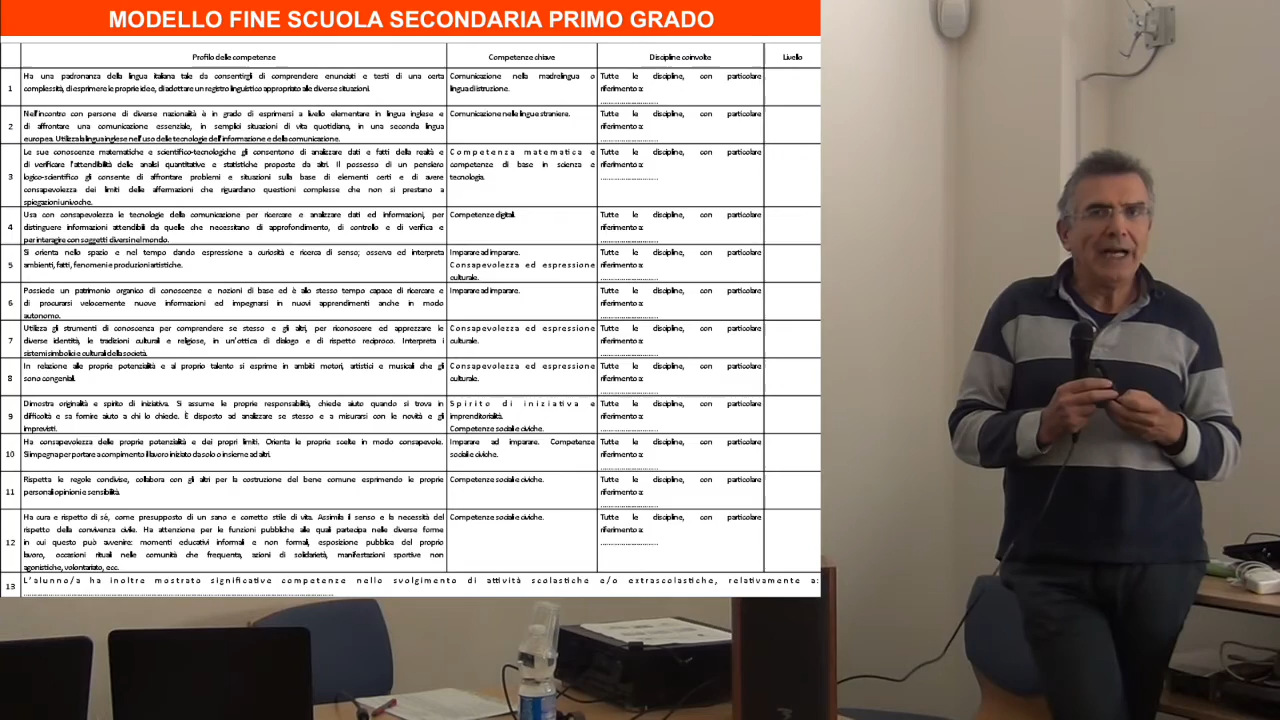 MODELLO FINE SCUOLA SECONDARIA PRIMO GRADO
Profilo delle competenze Competenze chiave Discipline coinvolte Livello
1
Ha una padronanza della lingua italiana tale da consentirgli di comprendere enunciati e testi di una certa
complessità, di esprimere le proprie idee, di adottare un registro linguistico appropriato alle diverse situazioni.
Comunicazione nella madrelingua o
lingua di istruzione.
Tutte le discipline, con particolare
riferimento a:
................................
2
Nell'incontro con persone di diverse nazionalità è in grado di esprimersi a livello elementare in lingua inglese e
di affrontare una comunicazione essenziale, in semplici situazioni di vita quotidiana, in una seconda lingua
europea. Utilizza la lingua inglese nell'uso delle tecnologie dell'informazione e della comunicazione.
Comunicazione nelle lingue straniere.
Tutte le discipline, con particolare
riferimento a:
................................
3
Le sue conoscenze matematiche e scientifico-tecnologiche gli consentono di analizzare dati e fatti della realtà e
di verificare l'attendibilità delle analisi quantitative e statistiche proposte da altri. Il possesso di un pensiero
logico-scientifico gli consente di affrontare problemi e situazioni sulla base di elementi certi e di avere
consapevolezza dei limiti delle affermazioni che riguardano questioni complesse che non si prestano a
spiegazioni univoche.
Competenza matematica e
competenze di base in scienza e
tecnologia.
Tutte le discipline, con particolare
riferimento a:
................................
4
Usa con consapevolezza le tecnologie della comunicazione per ricercare e analizzare dati ed informazioni, per
distinguere informazioni attendibili da quelle che necessitano di approfondimento, di controllo e di verifica e
per interagire con soggetti diversi nel mondo.
Competenze digitali.
Tutte le discipline, con particolare
riferimento a:
................................
5
Si orienta nello spazio e nel tempo dando espressione a curiosità e ricerca di senso; osserva ed interpreta
ambienti, fatti, fenomeni e produzioni artistiche.
Imparare ad imparare.
Consapevolezza ed espressione
culturale.
Tutte le discipline, con particolare
riferimento a:
................................
6
Possiede un patrimonio organico di conoscenze e nozioni di base ed è allo stesso tempo capace di ricercare e
di procurarsi velocemente nuove informazioni ed impegnarsi in nuovi apprendimenti anche in modo
autonomo.
Imparare ad imparare.
Tutte le discipline, con particolare
riferimento a:
................................
7
Utilizza gli strumenti di conoscenza per comprendere se stesso e gli altri, per riconoscere ed apprezzare le
diverse identità, le tradizioni culturali e religiose, in un'ottica di dialogo e di rispetto reciproco. Interpreta i
sistemi simbolici e culturali della società.
Consapevolezza ed espressione
culturale.
Tutte le discipline, con particolare
riferimento a:
................................
8
In relazione alle proprie potenzialità e al proprio talento si esprime in ambiti motori, artistici e musicali che gli
sono congeniali.
Consapevolezza ed espressione
culturale.
Tutte le discipline, con particolare
riferimento a:
................................
9
Dimostra originalità e spirito di iniziativa. Si assume le proprie responsabilità, chiede aiuto quando si trova in
difficoltà e sa fornire aiuto a chi lo chiede. È disposto ad analizzare se stesso e a misurarsi con le novità e gli
imprevisti.
Spirito di iniziativa e
imprenditorialità.
Competenze sociali e civiche.
Tutte le discipline, con particolare
riferimento a:
................................
10
Ha consapevolezza delle proprie potenzialità e dei propri limiti. Orienta le proprie scelte in modo consapevole.
Si impegna per portare a compimento il lavoro iniziato da solo o insieme ad altri.
Imparare ad imparare. Competenze
sociali e civiche.
Tutte le discipline, con particolare
riferimento a:
................................
11
Rispetta le regole condivise, collabora con gli altri per la costruzione del bene comune esprimendo le proprie
personali opinioni e sensibilità.
Competenze sociali e civiche.
Tutte le discipline, con particolare
riferimento a:
................................
12
Ha cura e rispetto di sé, come presupposto di un sano e corretto stile di vita. Assimila il senso e la necessità del
rispetto della convivenza civile. Ha attenzione per le funzioni pubbliche alle quali partecipa nelle diverse forme
in cui questo può avvenire: momenti educativi informali e non formali, esposizione pubblica del proprio
lavoro, occasioni rituali nelle comunità che frequenta, azioni di solidarietà, manifestazioni sportive non
agonistiche, volontariato, ecc.
Competenze sociali e civiche.
Tutte le discipline, con particolare
riferimento a:
................................
13
L'alunno/a ha inoltre mostrato significative competenze nello svolgimento di attività scolastiche e/o extrascolastiche, relativamente a:
................................................................